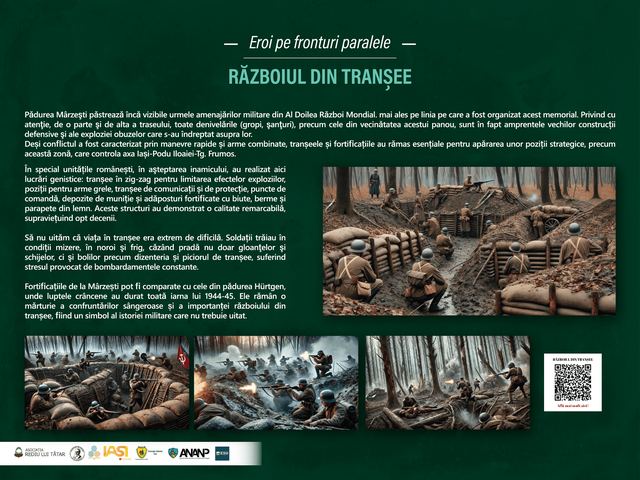 Eroi pe fronturi paralele
RĂZBOIUL DIN TRANȘEE
Pădurea Mârzești păstrează încă vizibile urmele amenajărilor militare din Al Doilea Război Mondial. mai ales pe linia pe care a fost organizat acest memorial. Privind cu
atenție, de o parte și de alta a traseului, toate denivelările (gropi, șanțuri), precum cele din vecinătatea acestui panou, sunt în fapt amprentele vechilor construcții
defensive și ale exploziei obuzelor care s-au îndreptat asupra lor.
Deși conflictul a fost caracterizat prin manevre rapide și arme combinate, tranșeele și fortificațiile au rămas esențiale pentru apărarea unor poziții strategice, precum
această zonă, care controla axa Iași-Podu Iloaiei-Tg. Frumos.
În special unitățile românești, în așteptarea inamicului, au realizat aici
lucrări genistice: tranșee în zig-zag pentru limitarea efectelor exploziilor,
poziții pentru arme grele, tranșee de comunicații și de protecție, puncte de
comandă, depozite de muniție și adăposturi fortificate cu biute, berme și
parapete din lemn. Aceste structuri au demonstrat o calitate remarcabilă,
supraviețuind opt decenii.
Să nu uităm că viața în tranșee era extrem de dificilă. Soldații trăiau în
condiții mizere, în noroi și frig, căzând pradă nu doar gloanțelor și
schijelor, ci și bolilor precum dizenteria și piciorul de tranșee, suferind
stresul provocat de bombardamentele constante.
Fortificațiile de la Mârzești pot fi comparate cu cele din pădurea Hürtgen,
unde luptele crâncene au durat toată iarna lui 1944-45. Ele rămân o
mărturie a confruntărilor sângeroase și a importanței războiului din
tranșee, fiind un simbol al istoriei militare care nu trebuie uitat.
RĂZBOIUL DIN TRANȘEE
Află mai multe aici!
ASOCIAȚIA
REDIU LUI TĂTAR
IAȘI
ANANP